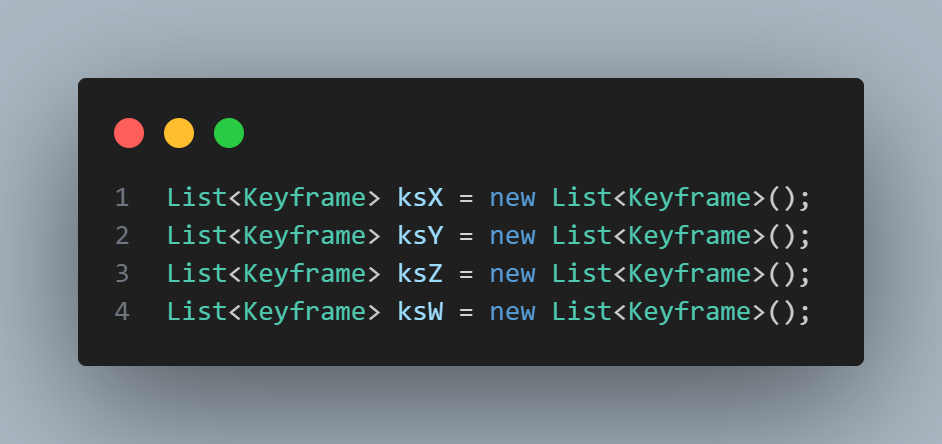 1 List<Keyframe> ksX = new List<Keyframe>();
2 List<Keyframe> ksY = new List<Keyframe>();
3 List<Keyframe> ksZ = new List<Keyframe>();
4 List<Keyframe> ksW = new List<Keyframe>();